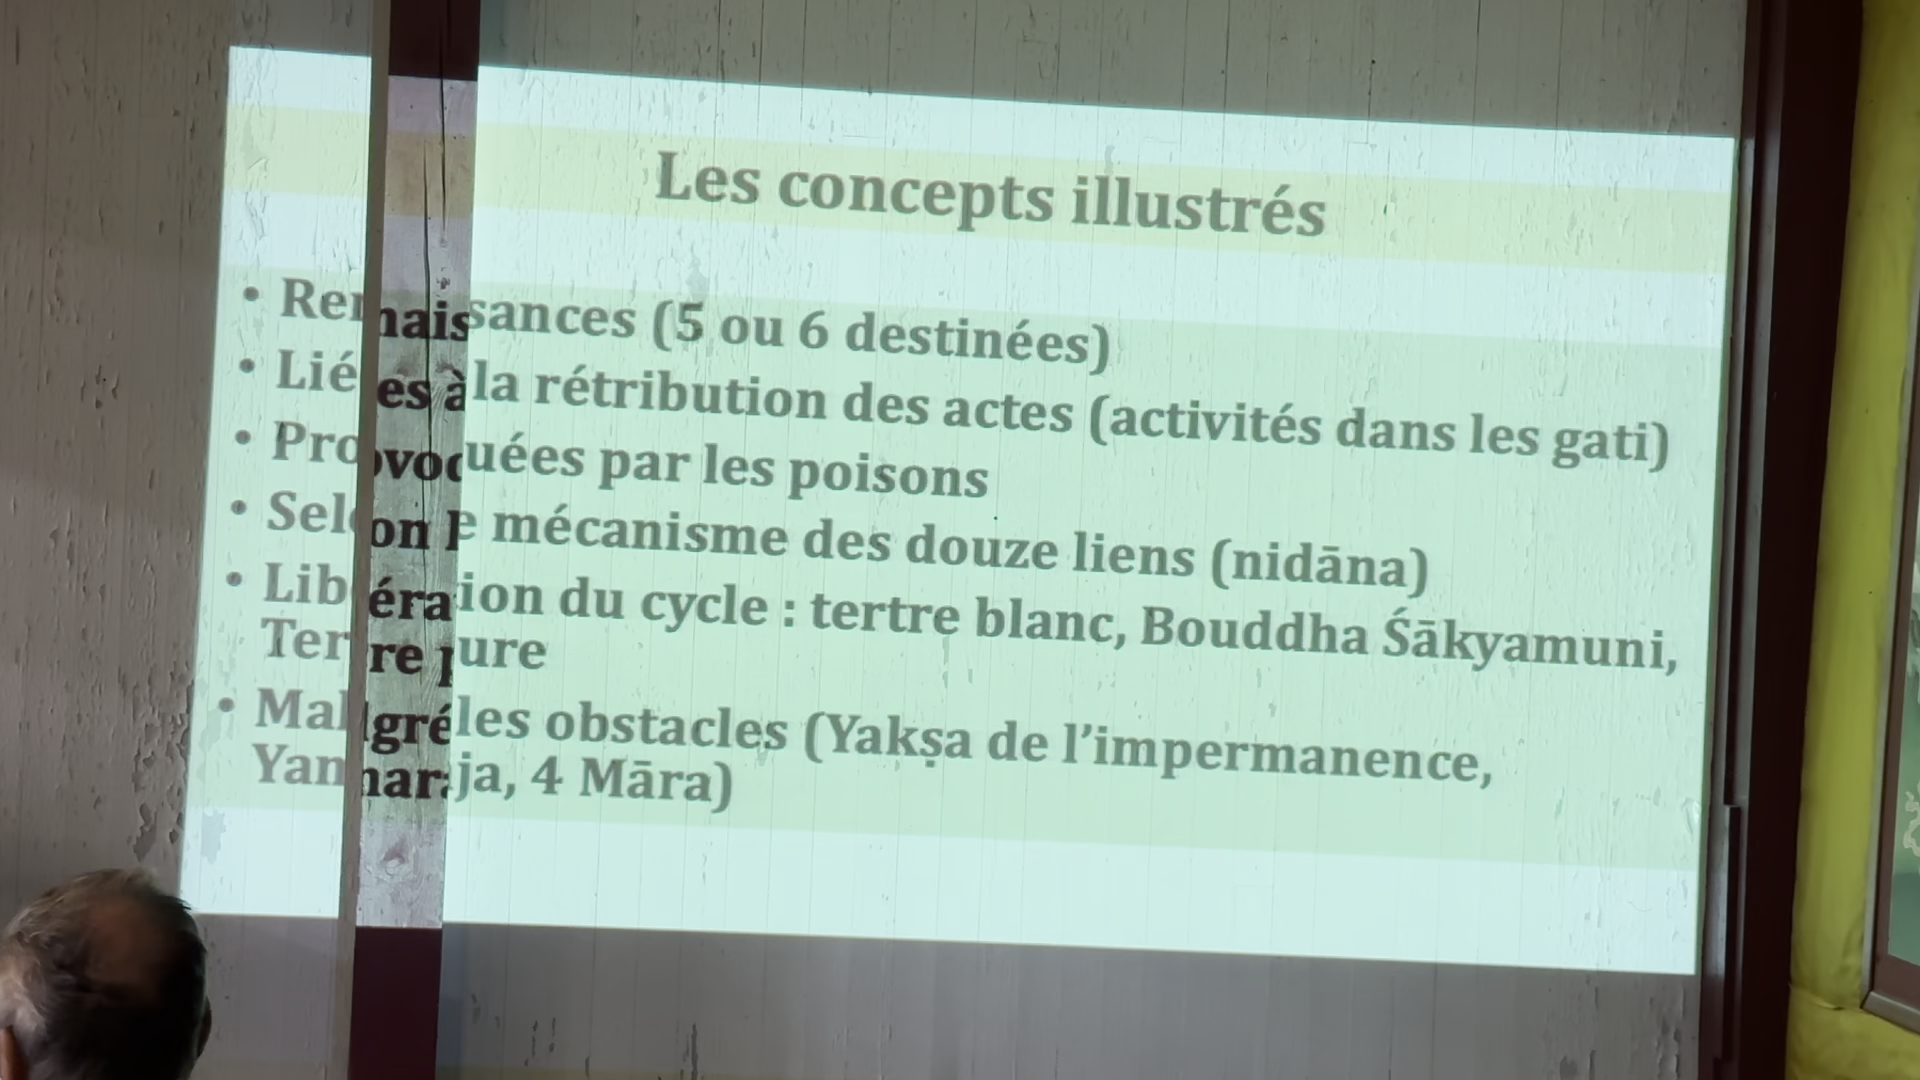 Les concepts illustrés
• Renaissances (5 ou 6 destinées)
• Liées à la rétribution des actes (activités dans les gati)
• Provoquées par les poisons
• Selon le mécanisme des douze liens (nidāna)
• Libération du cycle : tertre blanc, Bouddha Śākyamuni,
Terre pure
• Malgré les obstacles (Yakṣa de l’impermanence,
Yamaraja, 4 Māra)